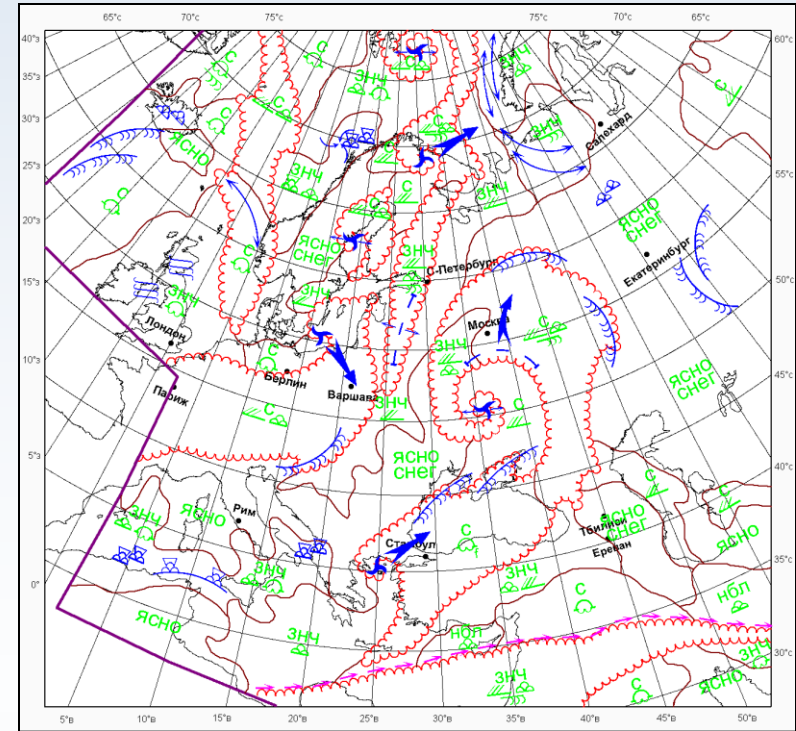 65°с 70°с 75°с 75°с 70°с 65°с
40°з 60°с
35°з
30°з
25°з
20°з
15°з
10°з
5°з
0°
55°с
50°с
45°с
40°с
35°с
30°с
5°в 10°в 15°в 20°в 25°в 30°в 35°в 40°в 45°в 50°в
С
С
ЗНЧ
ЗНЧ
С
С
С
С
ЯСНО
ЗНЧ
Салехард
ЗНЧ
С
ЗНЧ
С
ЯСНО
СНЕГ
С
ЯСНО
СНЕГ
ЗНЧ
С-Петербург
Екатеринбург
ЗНЧ
ЗНЧ
Лондон
Москва
С
ЗНЧ
С
Берлин
Варшава
Париж
ЯСНО
СНЕГ
С
ЗНЧ
С
ЯСНО
СНЕГ
С
ЗНЧ
ЯСНО
Рим
С
Стамбул
С
Тбилиси
ЯСНО
СНЕГ
Ереван
С
ЯСНО
ЗНЧ
ЗНЧ
С
НБЛ
ЯСНО
ЗНЧ
НБЛ
ЗНЧ
С
ЯСНО
ЗНЧ